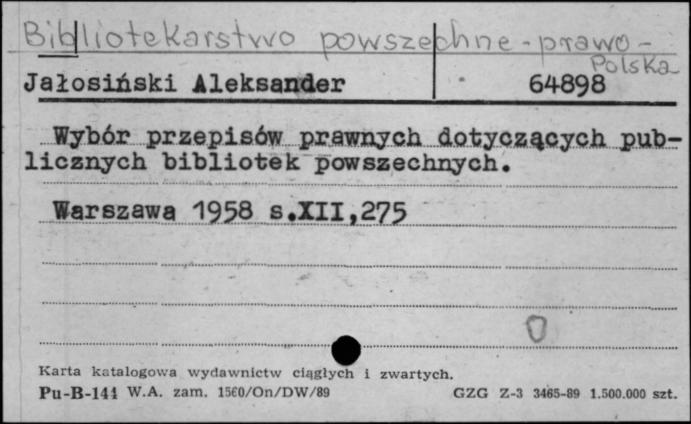 Bibliotekarstwo powszechne - prawo -
Polska
Jałosiński Aleksander 64898
Wybór przepisów prawnych dotyczących pub-
licznych bibliotek powszechnych.
Warszawa 1958 s.XII,275
Karta katalogowa wydawnictw ciągłych i zwartych.
Pu-B-144 W.A. zam. 1560/On/DW/89 GZG Z-3 3465-89 1.500.000 szt.